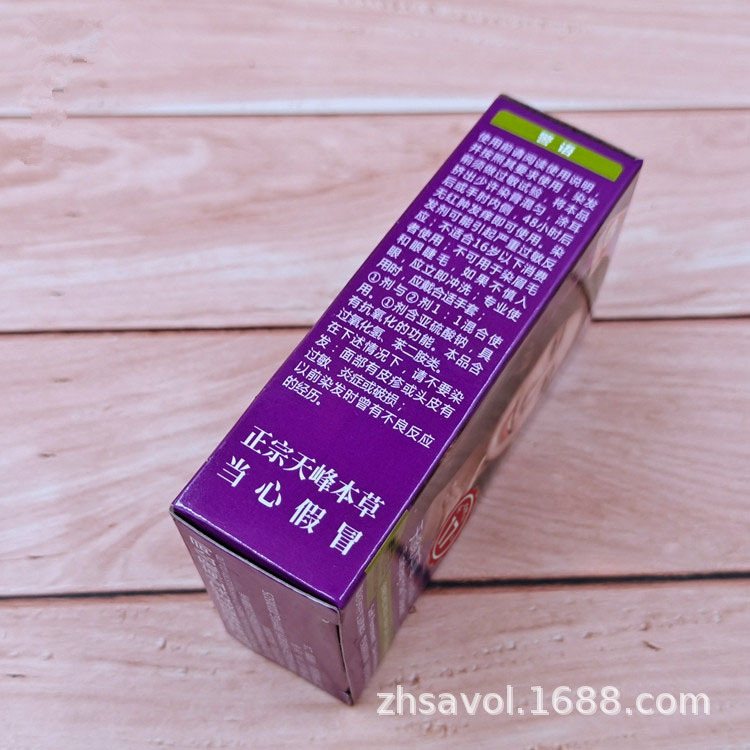 警语
使用前请阅读使用说明,
并按照其要求使用,染发
前须做过敏试验,将本品
挤出少许染膏混匀,涂耳
后或手肘内侧,48小时后
无红肿发痒即可使用。染
发剂可能引起严重过敏反
应;不适合16岁以下消费
者使用;不可用于染眉毛
和眼睫毛,如果不慎入
眼,应立即冲洗;专业使
用时,应戴合适手套;
①剂与②剂1:1混合使
用。①剂含亚硫酸钠,具
有抗氧化的功能。本品含
过氧化氢、苯二胺类。
在下述情况下,请不要染
发:面部有皮疹或头皮有
过敏、炎症或破损;
以前染发时曾有不良反应
的经历。
正宗天峰本草
当心假冒
zhsavol.1688.com